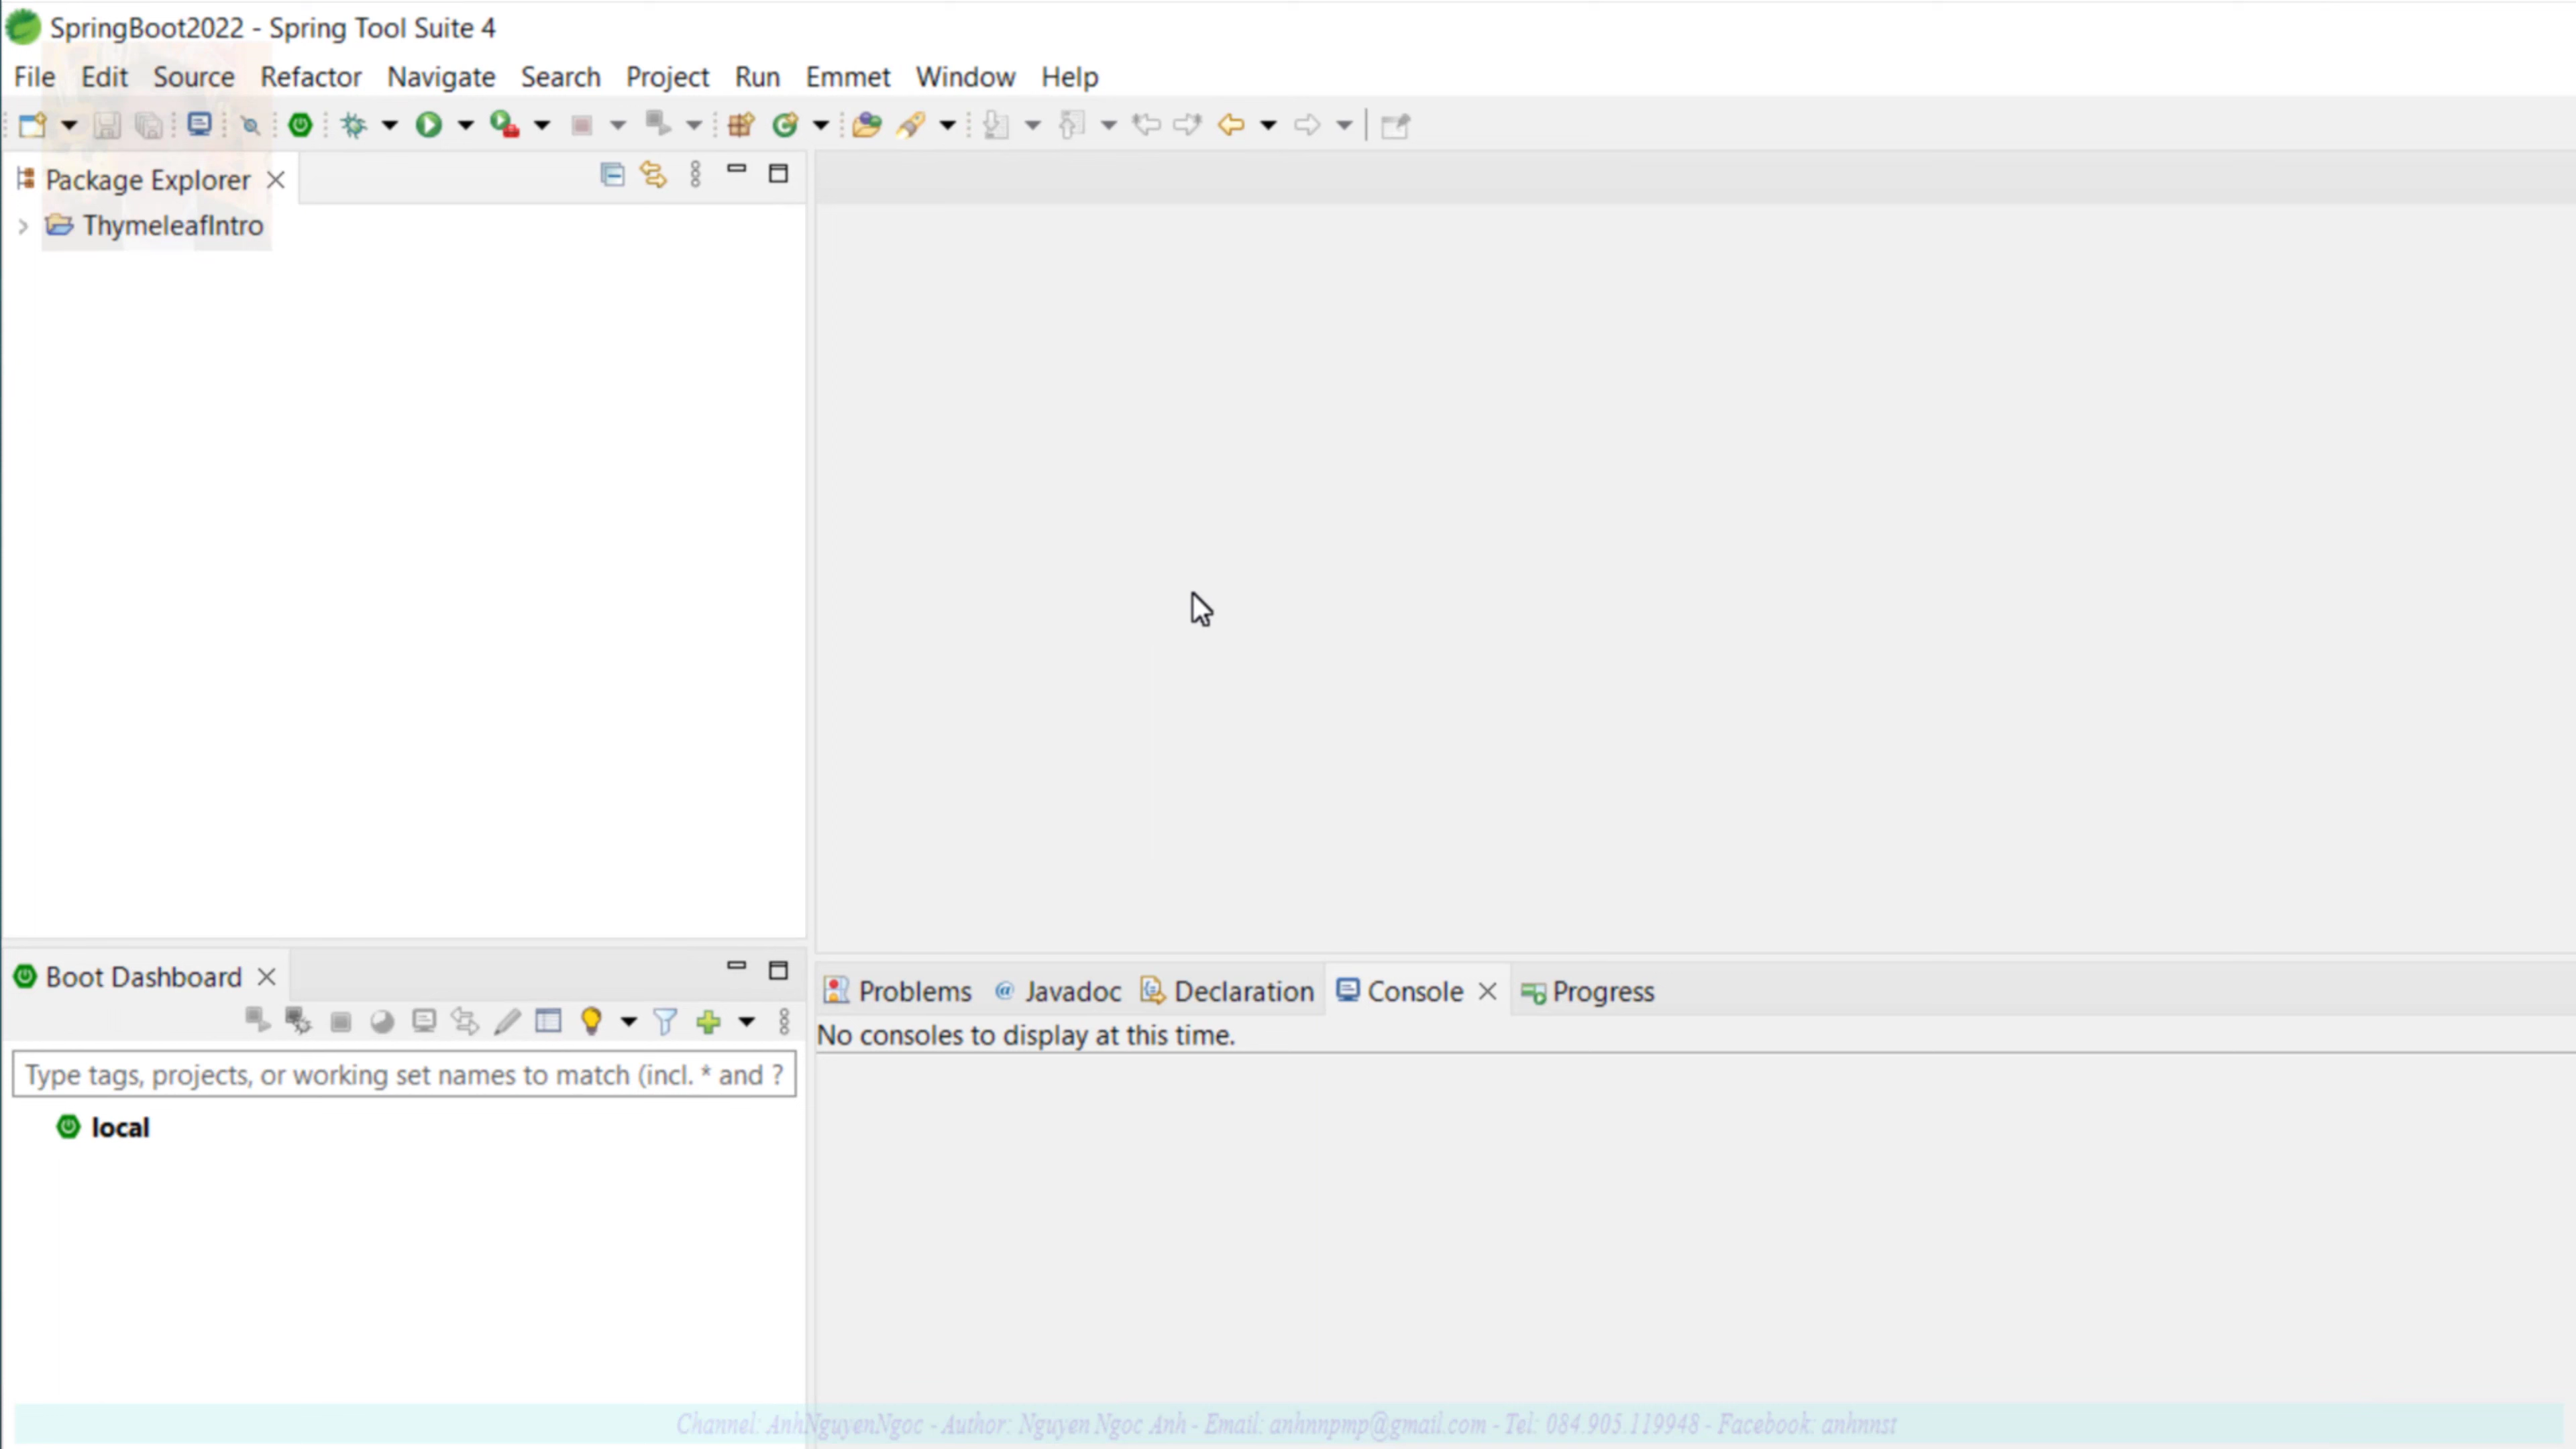 SpringBoot2022 - Spring Tool Suite 4
File Edit Source Refactor Navigate Search Project Run Emmet Window Help
Package Explorer
ThymeleafIntro
Boot Dashboard
Type tags, projects, or working set names to match (incl. * and ?
local
Problems @ Javadoc Declaration Console Progress
No consoles to display at this time.
Channel: AnhNguyenNgoc - Author: Nguyen Ngoc Anh - Email: anhnnpmp@gmail.com - Tel: 084.905.119948 - Facebook: anhnnst